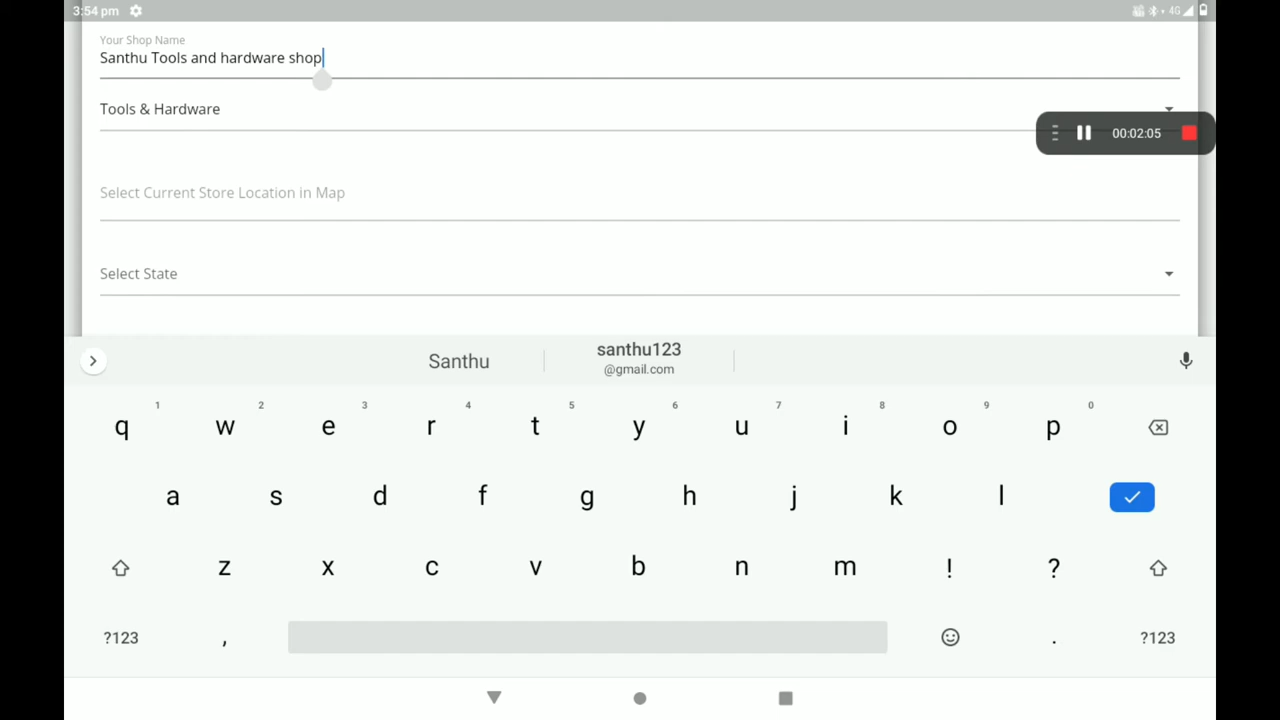 3:54 pm
4G
Your Shop Name
Santhu Tools and hardware shop
Tools & Hardware
00:02:05
Select Current Store Location in Map
Select State
Santhu
santhu123
@gmail.com
1 2 3 4 5 6 7 8 9 0
q w e r t y u i o p
a s d f g h j k l
z x c v b n m ! ?
?123 , . ?123